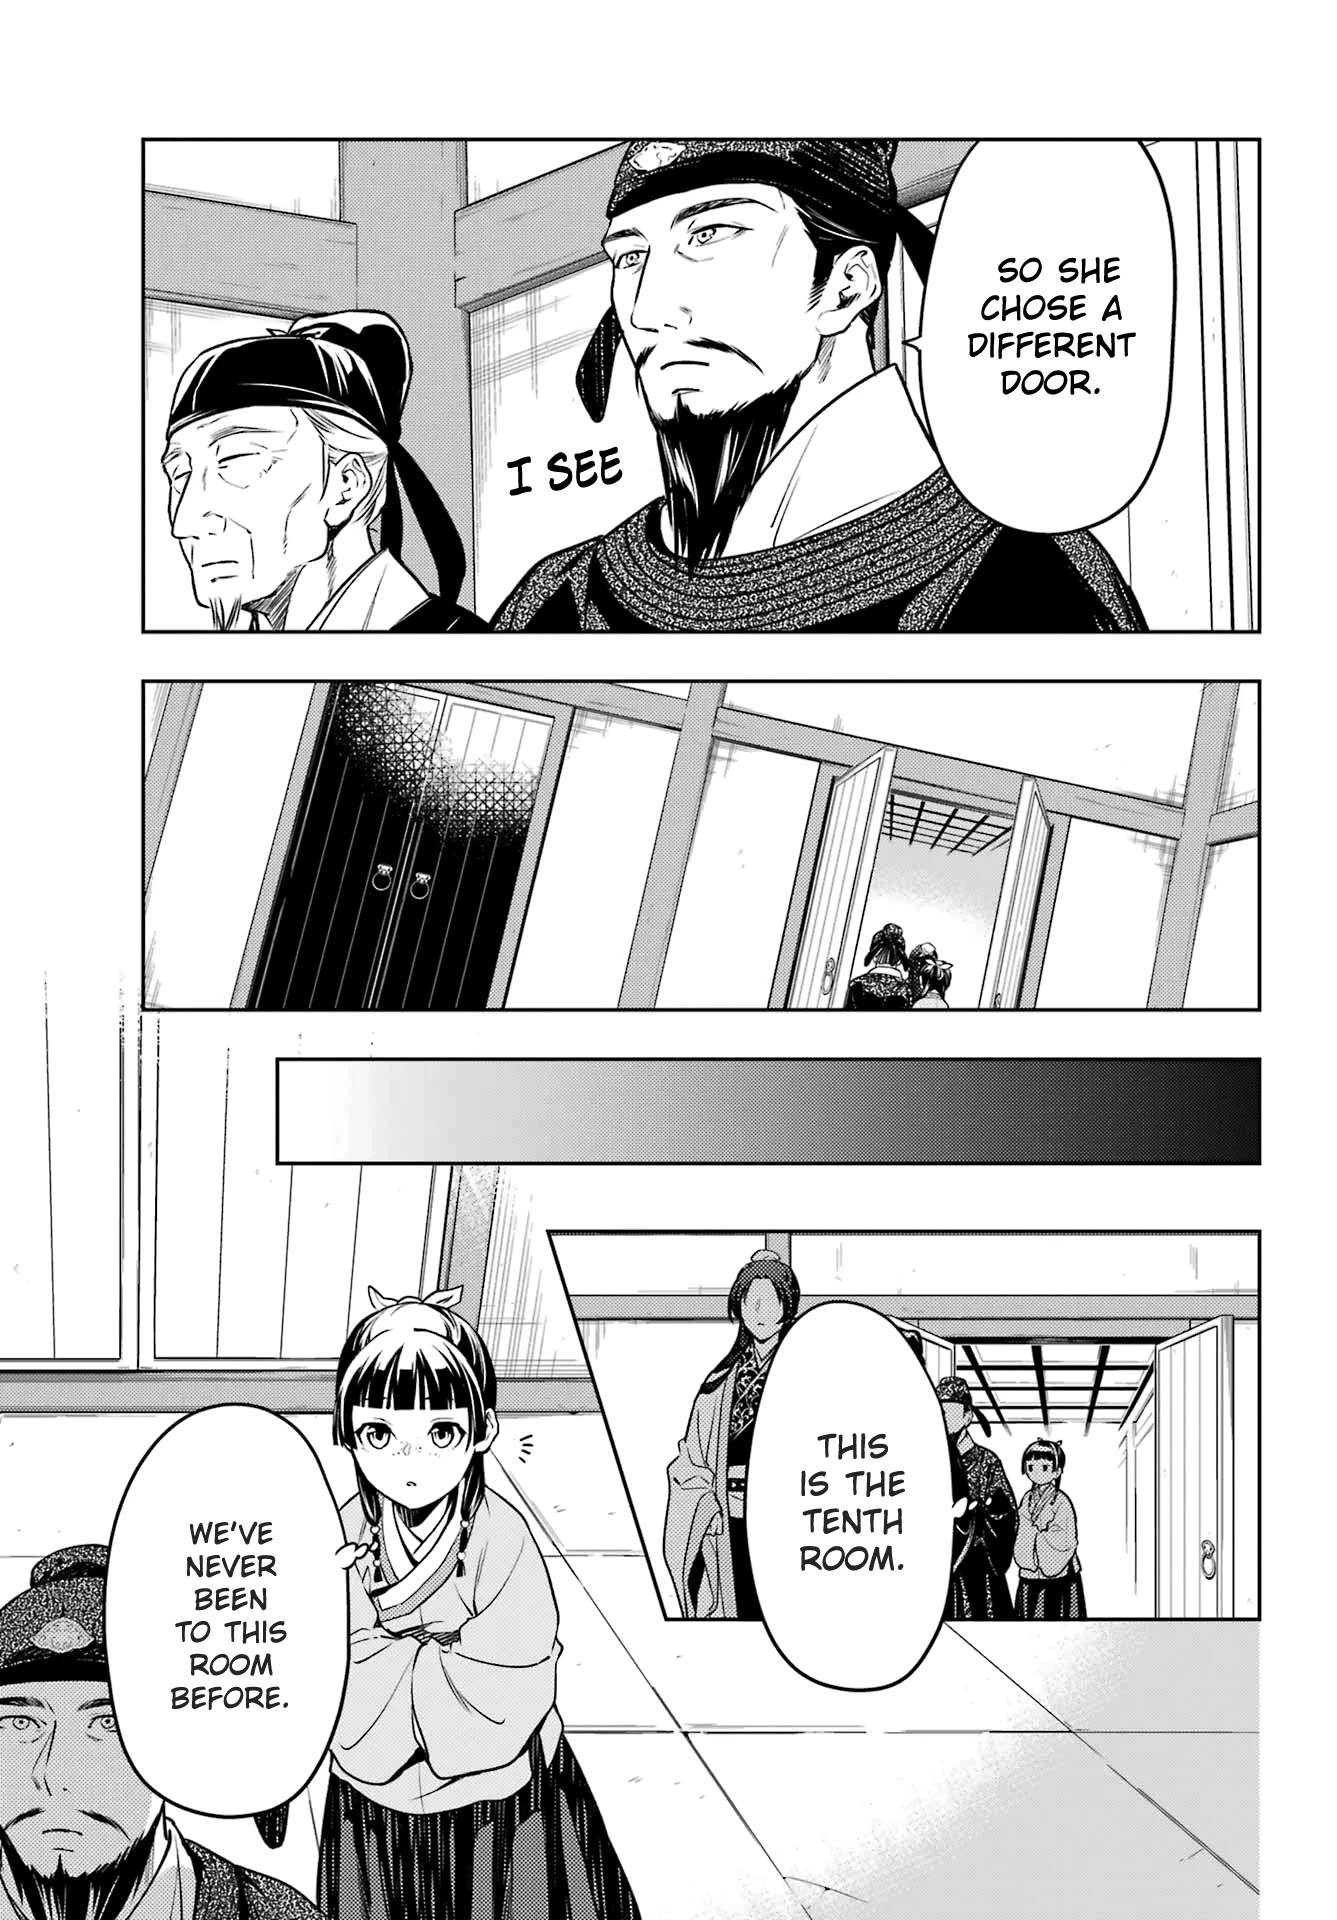 SO SHE
CHOSE A
DIFFERENT
DOOR.
I SEE
THIS
IS THE
TENTH
ROOM.
WE'VE
NEVER
BEEN
TO THIS
ROOM
BEFORE.